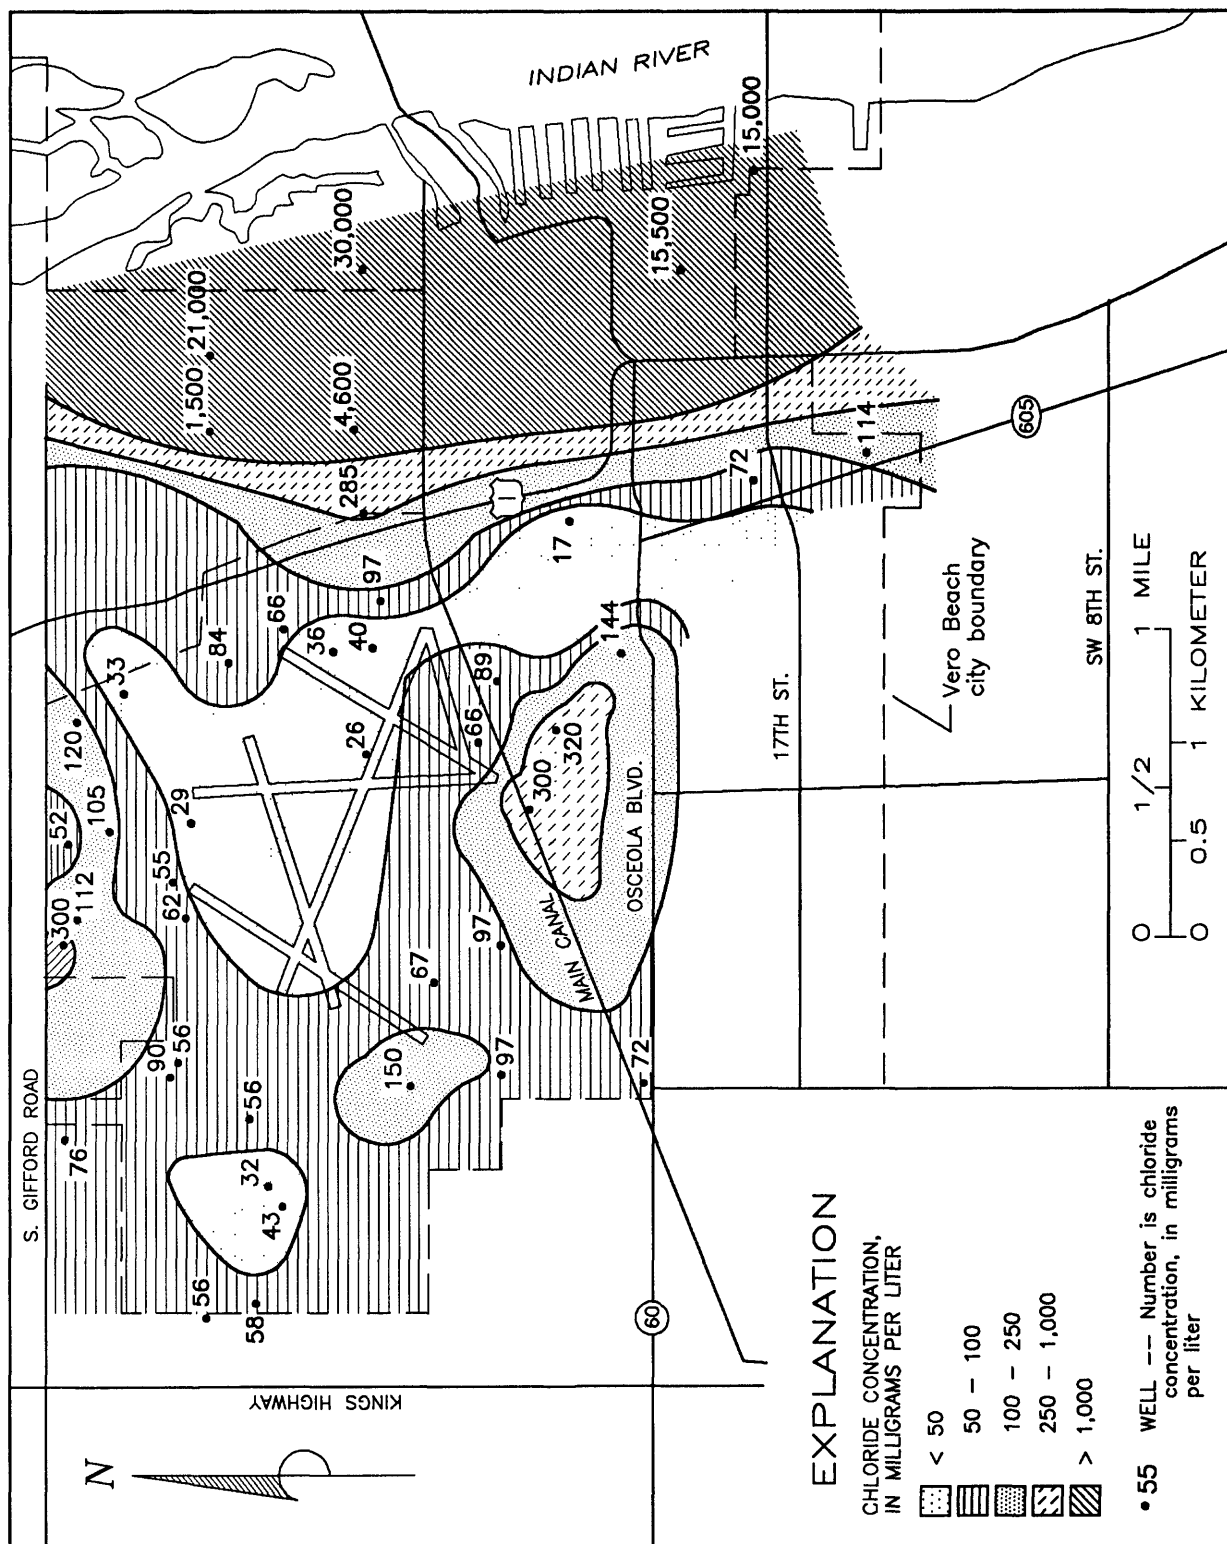 N
S. GIFFORD ROAD
KINGS HIGHWAY
INDIAN RIVER
MAIN CANAL
OSCEOLA BLVD.
17TH ST.
SW 8TH ST.
Vero Beach
city boundary
60
1
605
56
58
76
43
32
56
90
56
150
97
72
67
97
300
112
52
105
120
62
55
29
33
84
26
66
36
40
97
66
89
300
320
144
17
285
72
114
1,500
21,000
4,600
30,000
15,500
15,000
EXPLANATION
CHLORIDE CONCENTRATION,
IN MILLIGRAMS PER LITER
< 50
50 – 100
100 – 250
250 – 1,000
> 1,000
•55 WELL –– Number is chloride
concentration, in milligrams
per liter
0 1/2 1 MILE
0 0.5 1 KILOMETER